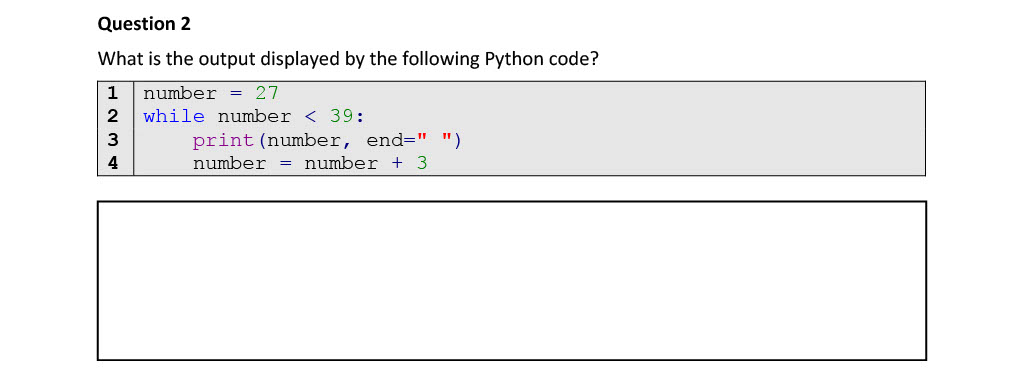 Question 2
What is the output displayed by the following Python code?
1 number = 27
2 while number < 39:
3     print(number, end=" ")
4     number = number + 3